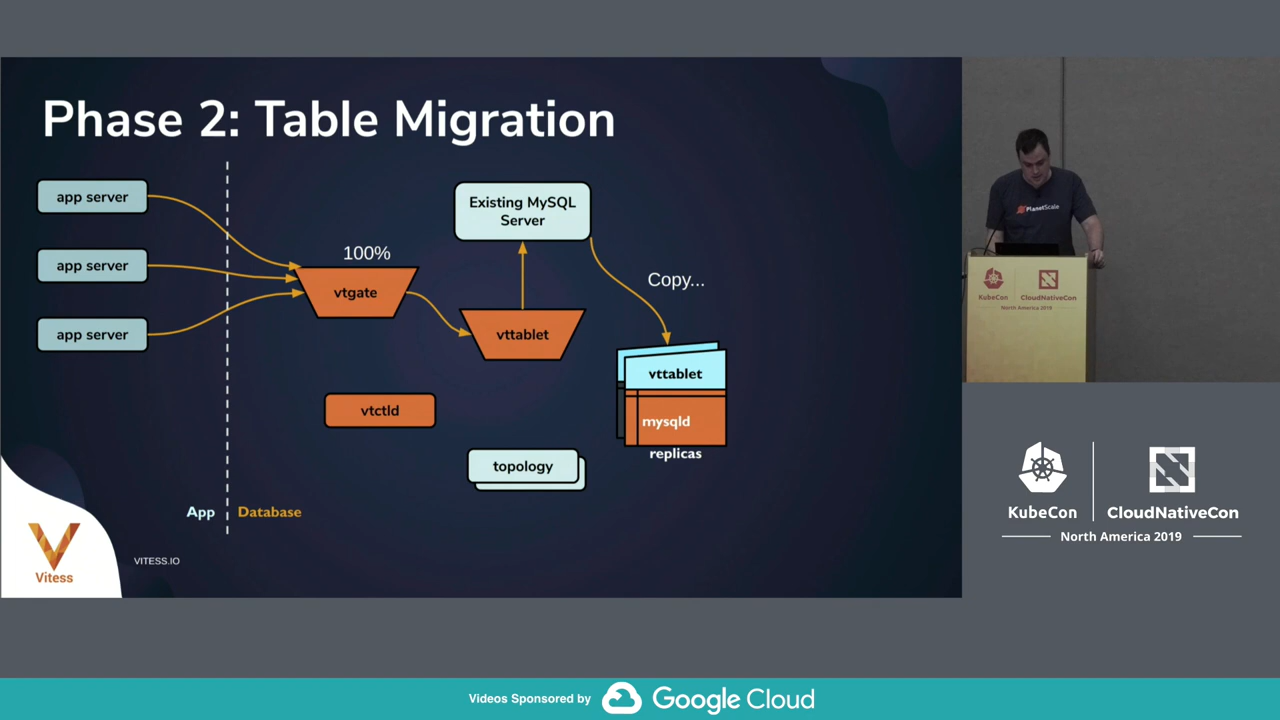 Phase 2: Table Migration
app server
app server
app server
100%
vtgate
Existing MySQL
Server
vttablet
Copy...
vttablet
mysqld
replicas
vtctld
topology
App
Database
Vitess
VITESS.IO
PlanetScale
KubeCon
CloudNativeCon
North America 2019
KubeCon
CloudNativeCon
North America 2019
Videos Sponsored by
Google Cloud